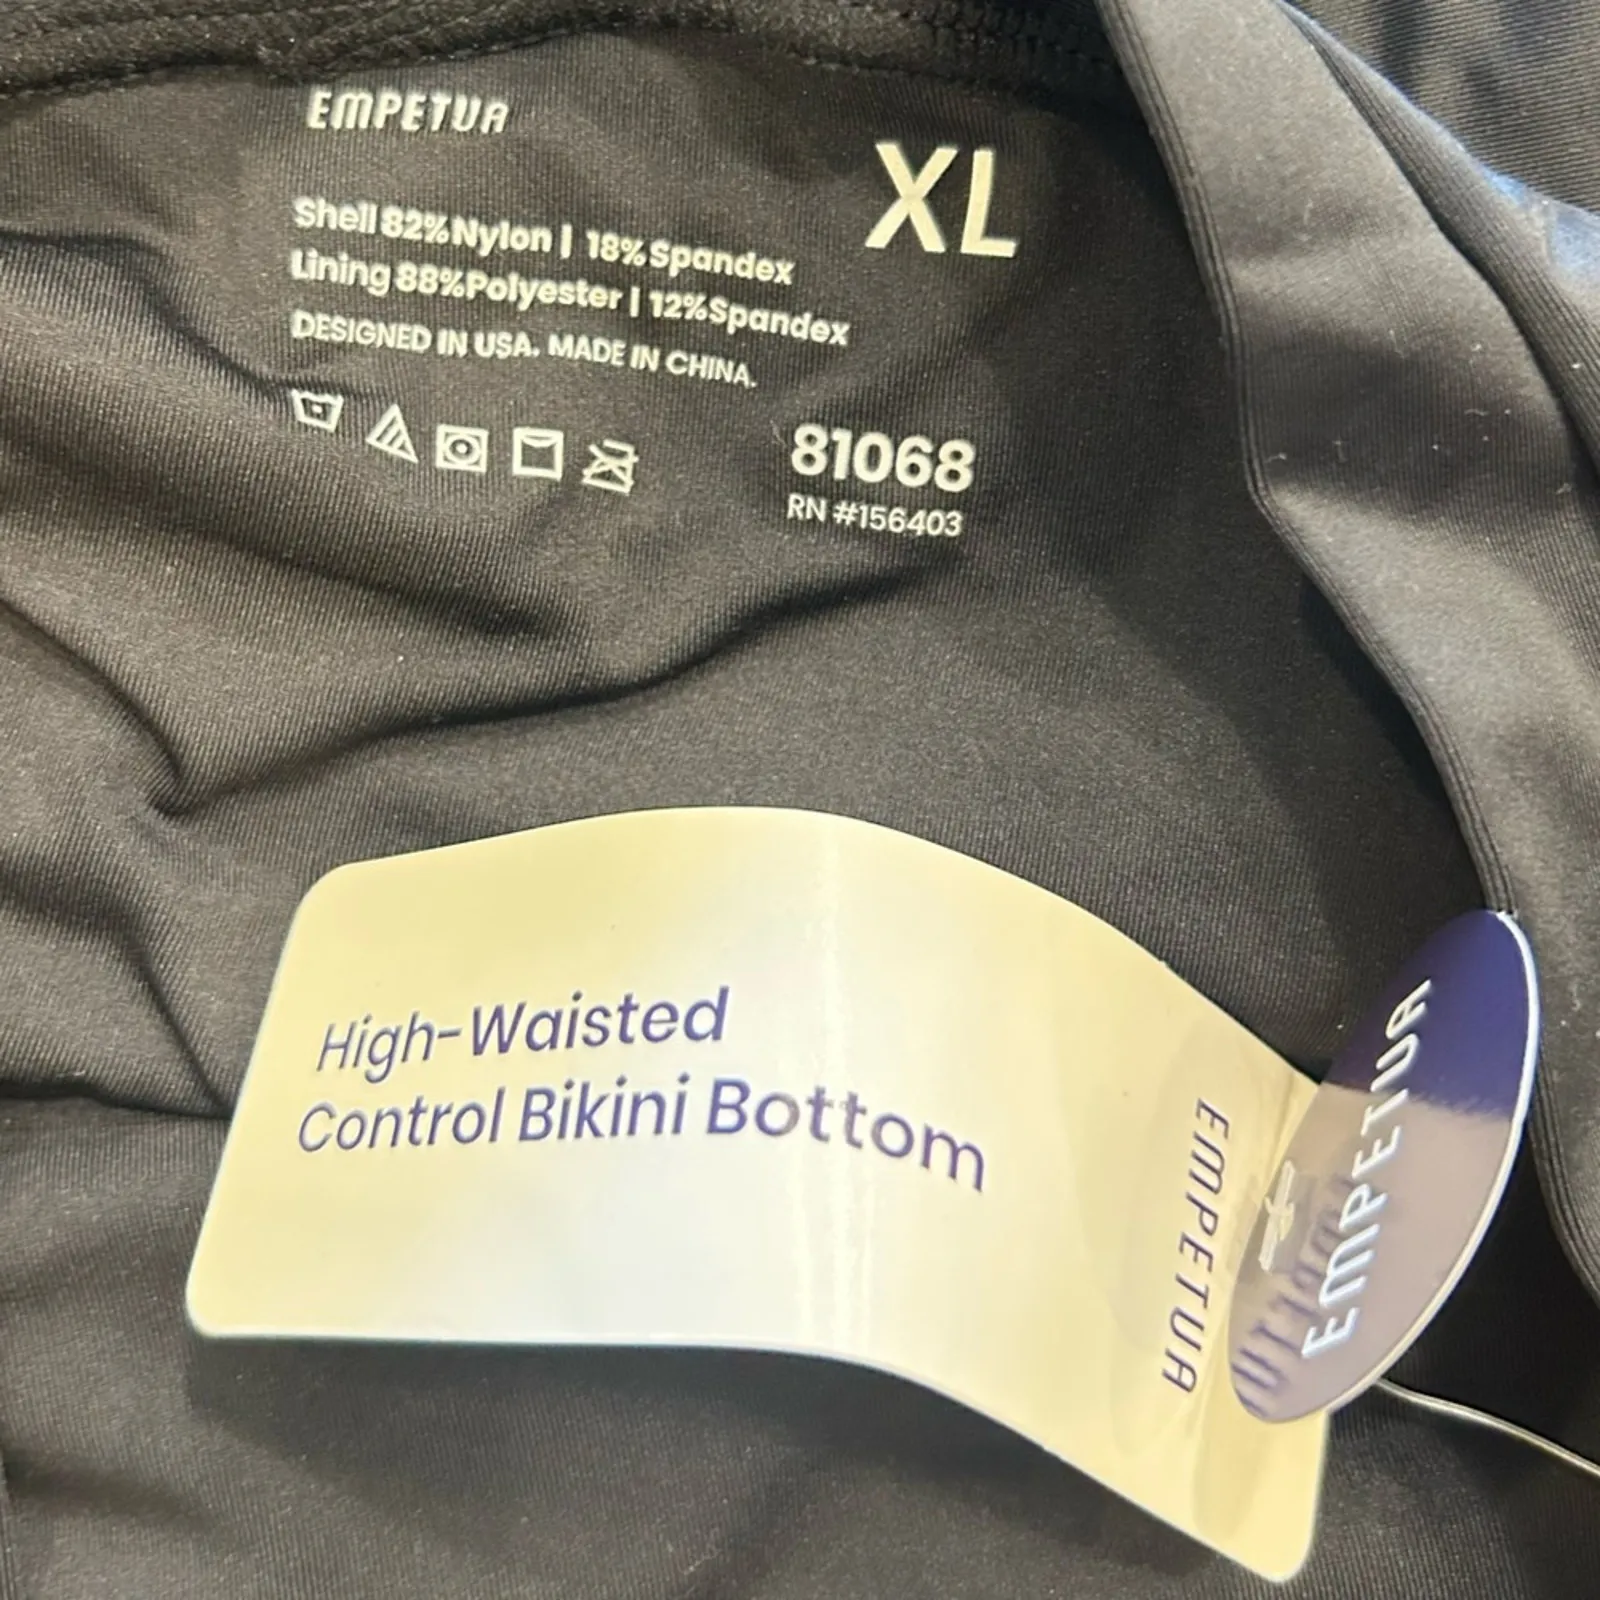 EMPETUA
XL
Shell 82% Nylon | 18% Spandex
Lining 88% Polyester | 12% Spandex
DESIGNED IN USA. MADE IN CHINA.
81068
RN #156403
High-Waisted
Control Bikini Bottom
EMPETUA
EMPETUA